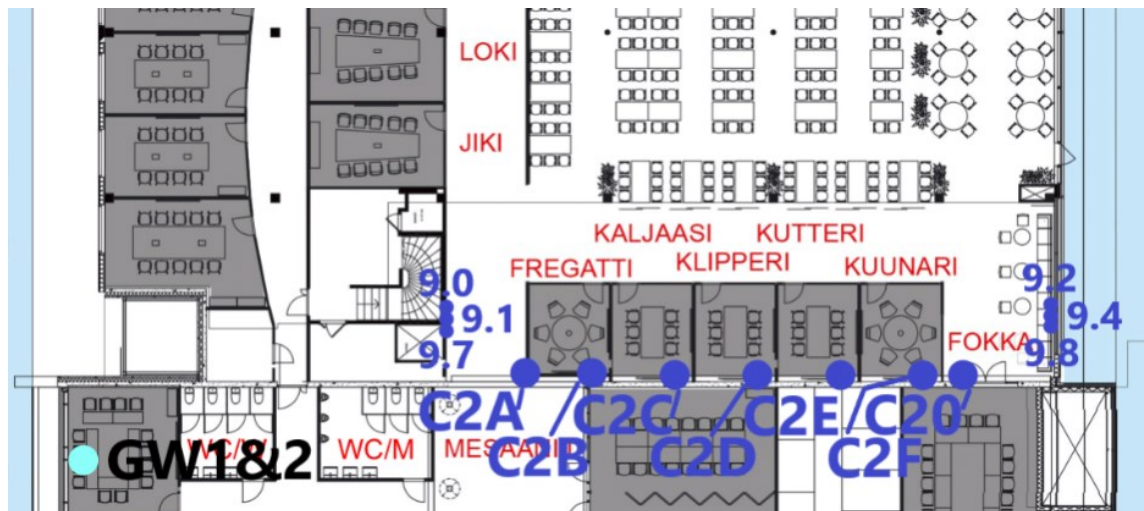 LOKI
JIKI
KALJAASI KUTTERI
FREGATTI KLIPPERI KUUNARI
9.0
9.1
9.7
9.2
9.4
9.8
FOKKA
C2A C2C C2E C20
C2B C2D C2F
GW1&2
WC/M